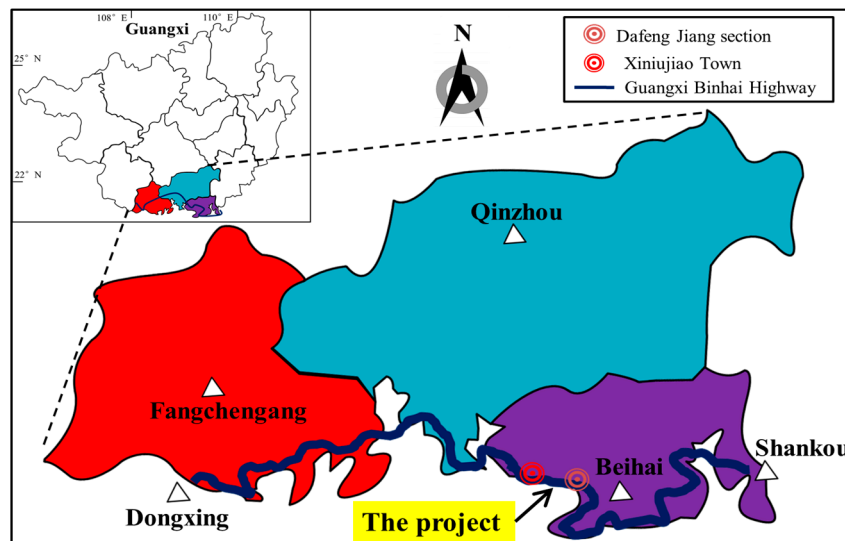 108° E
110° E
Guangxi
25° N
22° N
N
Dafeng Jiang section
Xiniujiao Town
Guangxi Binhai Highway
Qinzhou
Fangchengang
Dongxing
Beihai
Shankou
The project